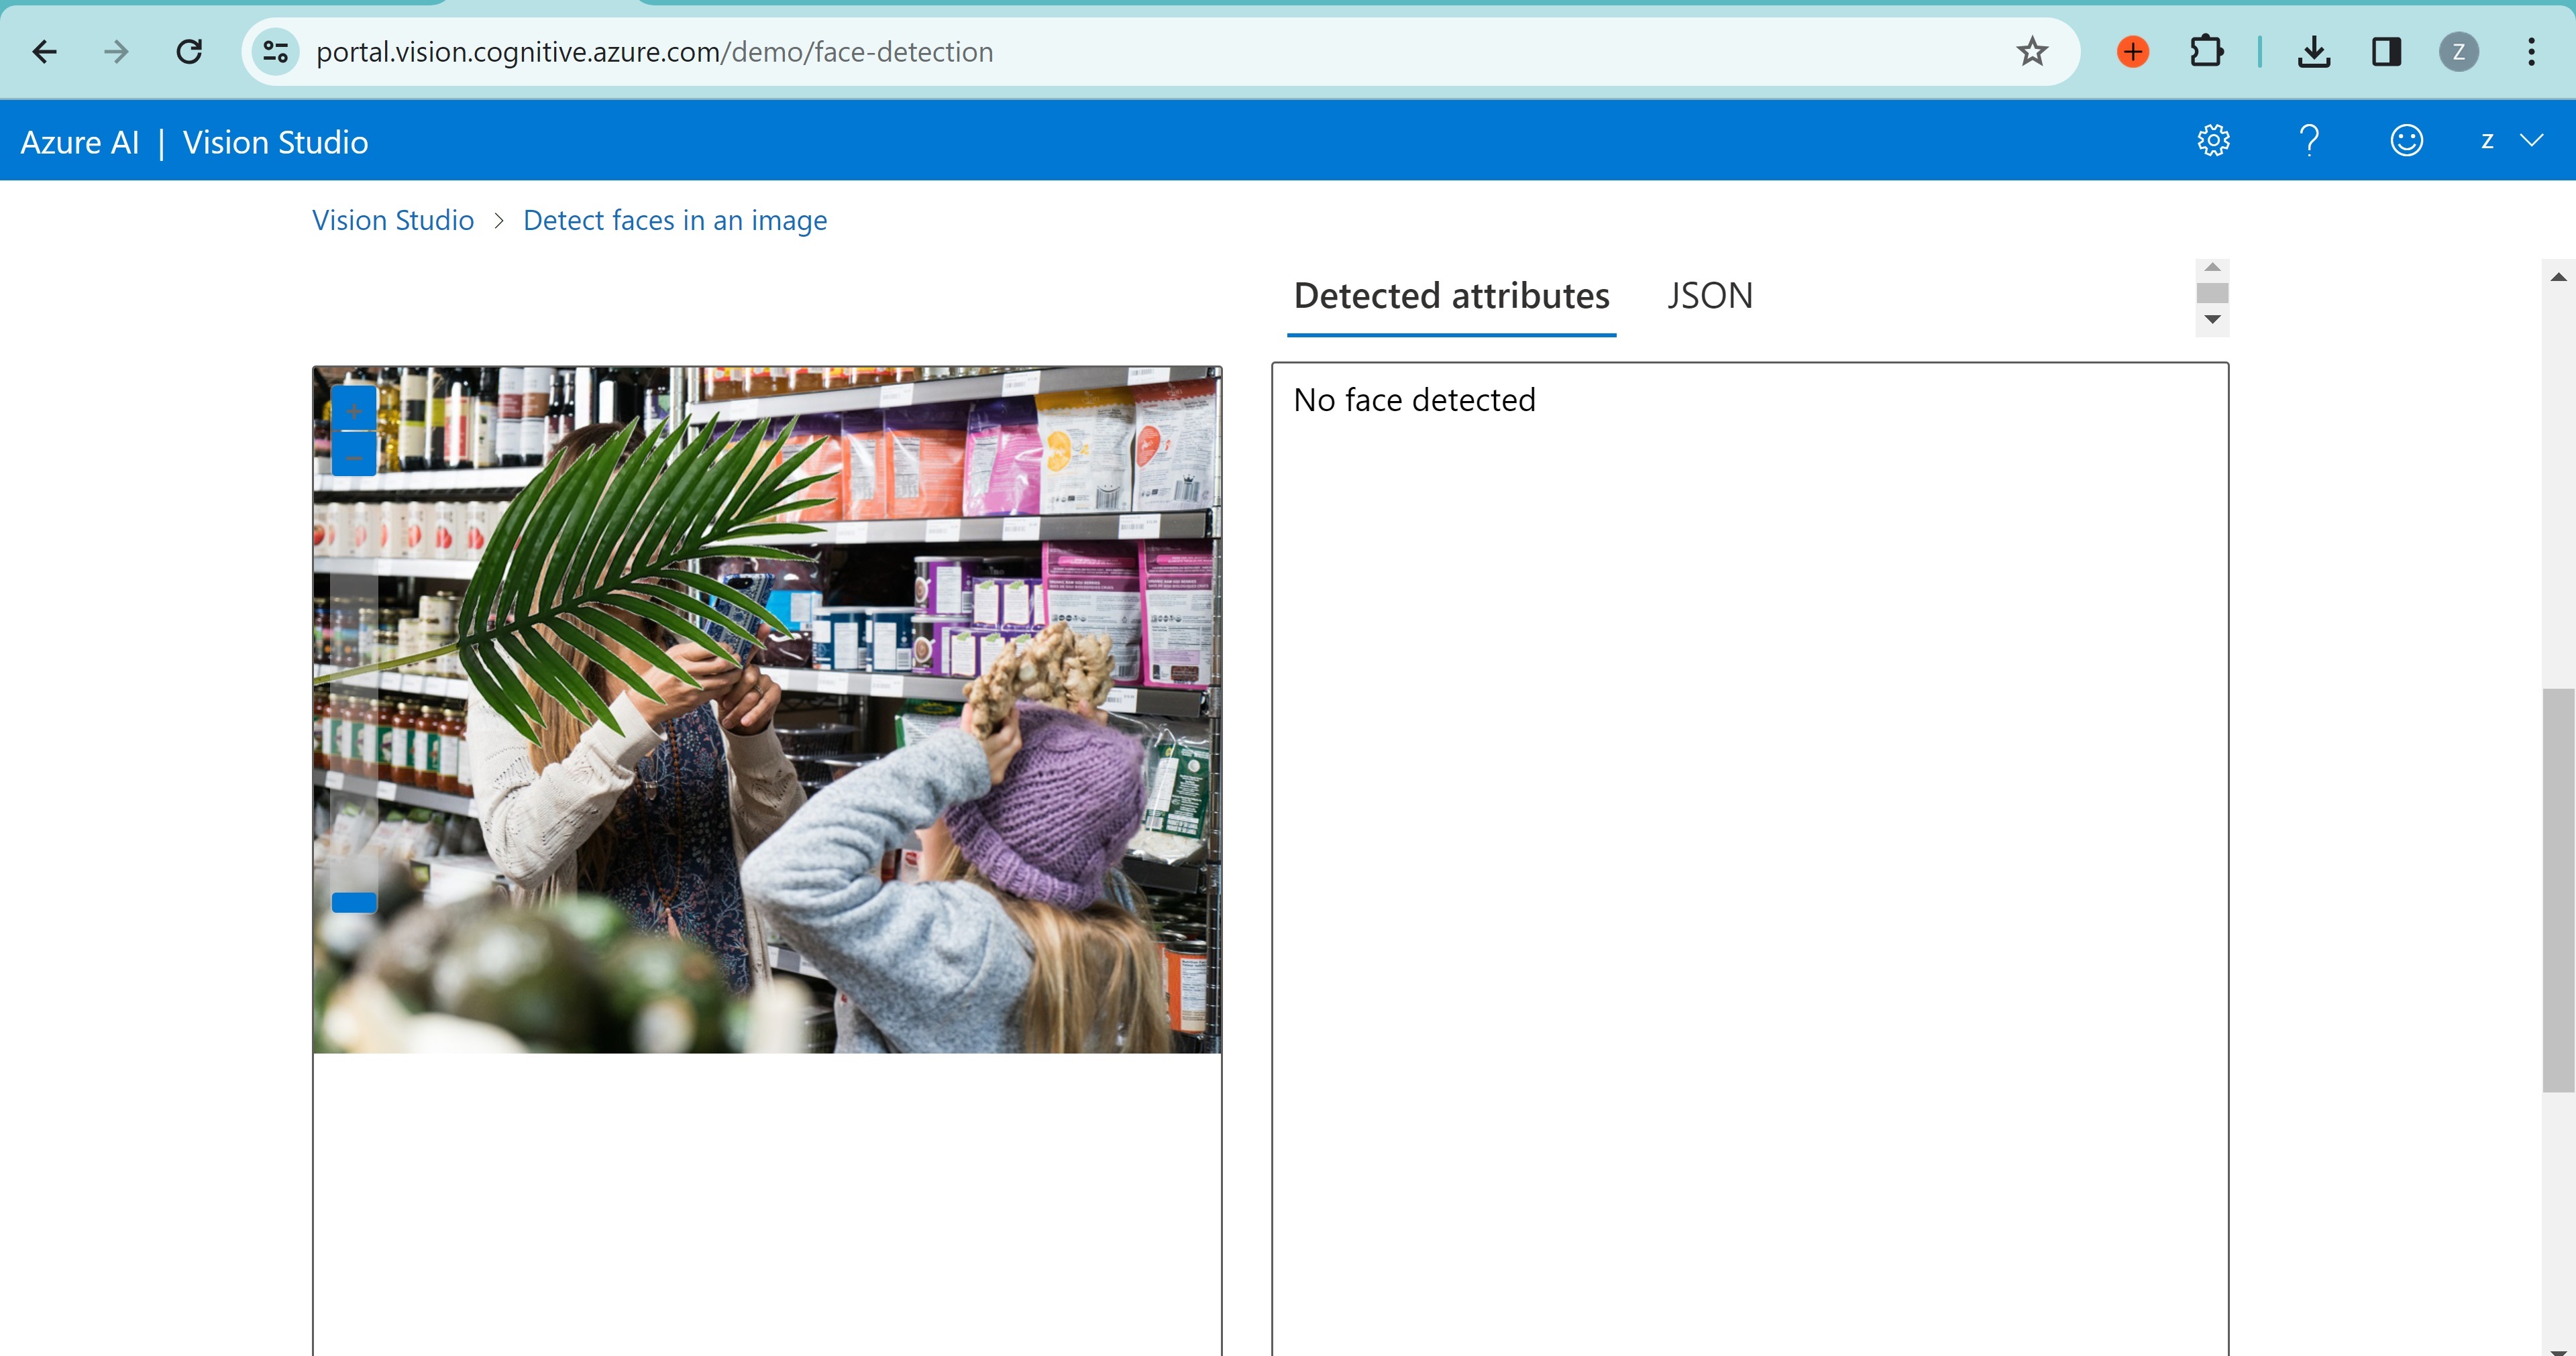 portal.vision.cognitive.azure.com/demo/face-detection
Z
Azure AI | Vision Studio
z
Vision Studio > Detect faces in an image
Detected attributes
JSON
No face detected